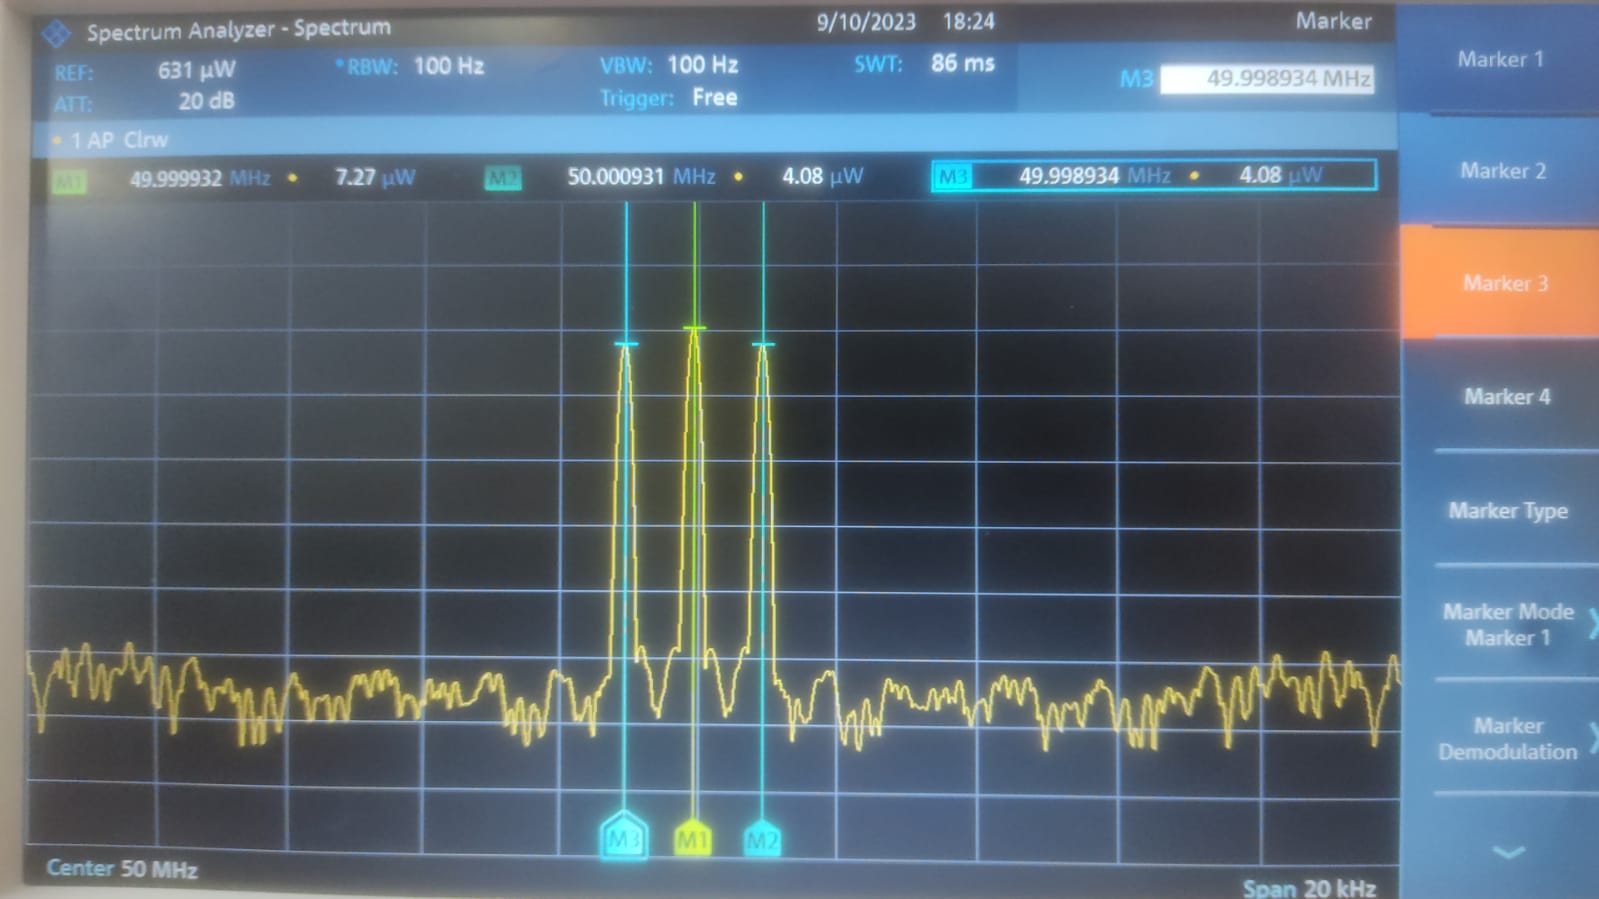 Spectrum Analyzer - Spectrum 9/10/2023 18:24 Marker
REF: 631 µW *RBW: 100 Hz VBW: 100 Hz SWT: 86 ms M3 49.998934 MHz
ATT: 20 dB Trigger: Free
1 AP Clrw
M1 49.999932 MHz • 7.27 µW M2 50.000931 MHz • 4.08 µW M3 49.998934 MHz • 4.08 µW
M3 M1 M2
Center 50 MHz Span 20 kHz
Marker 1
Marker 2
Marker 3
Marker 4
Marker Type
Marker Mode
Marker 1
Marker
Demodulation